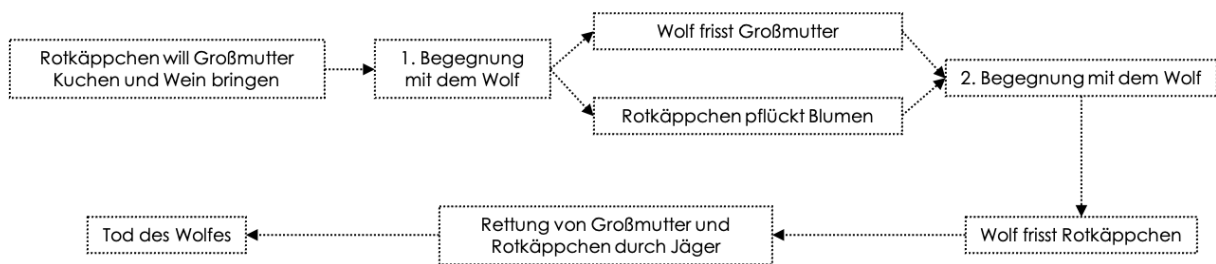 Rotkäppchen will Großmutter
Kuchen und Wein bringen
1. Begegnung
mit dem Wolf
Wolf frisst Großmutter
Rotkäppchen pflückt Blumen
2. Begegnung mit dem Wolf
Wolf frisst Rotkäppchen
Rettung von Großmutter und
Rotkäppchen durch Jäger
Tod des Wolfes